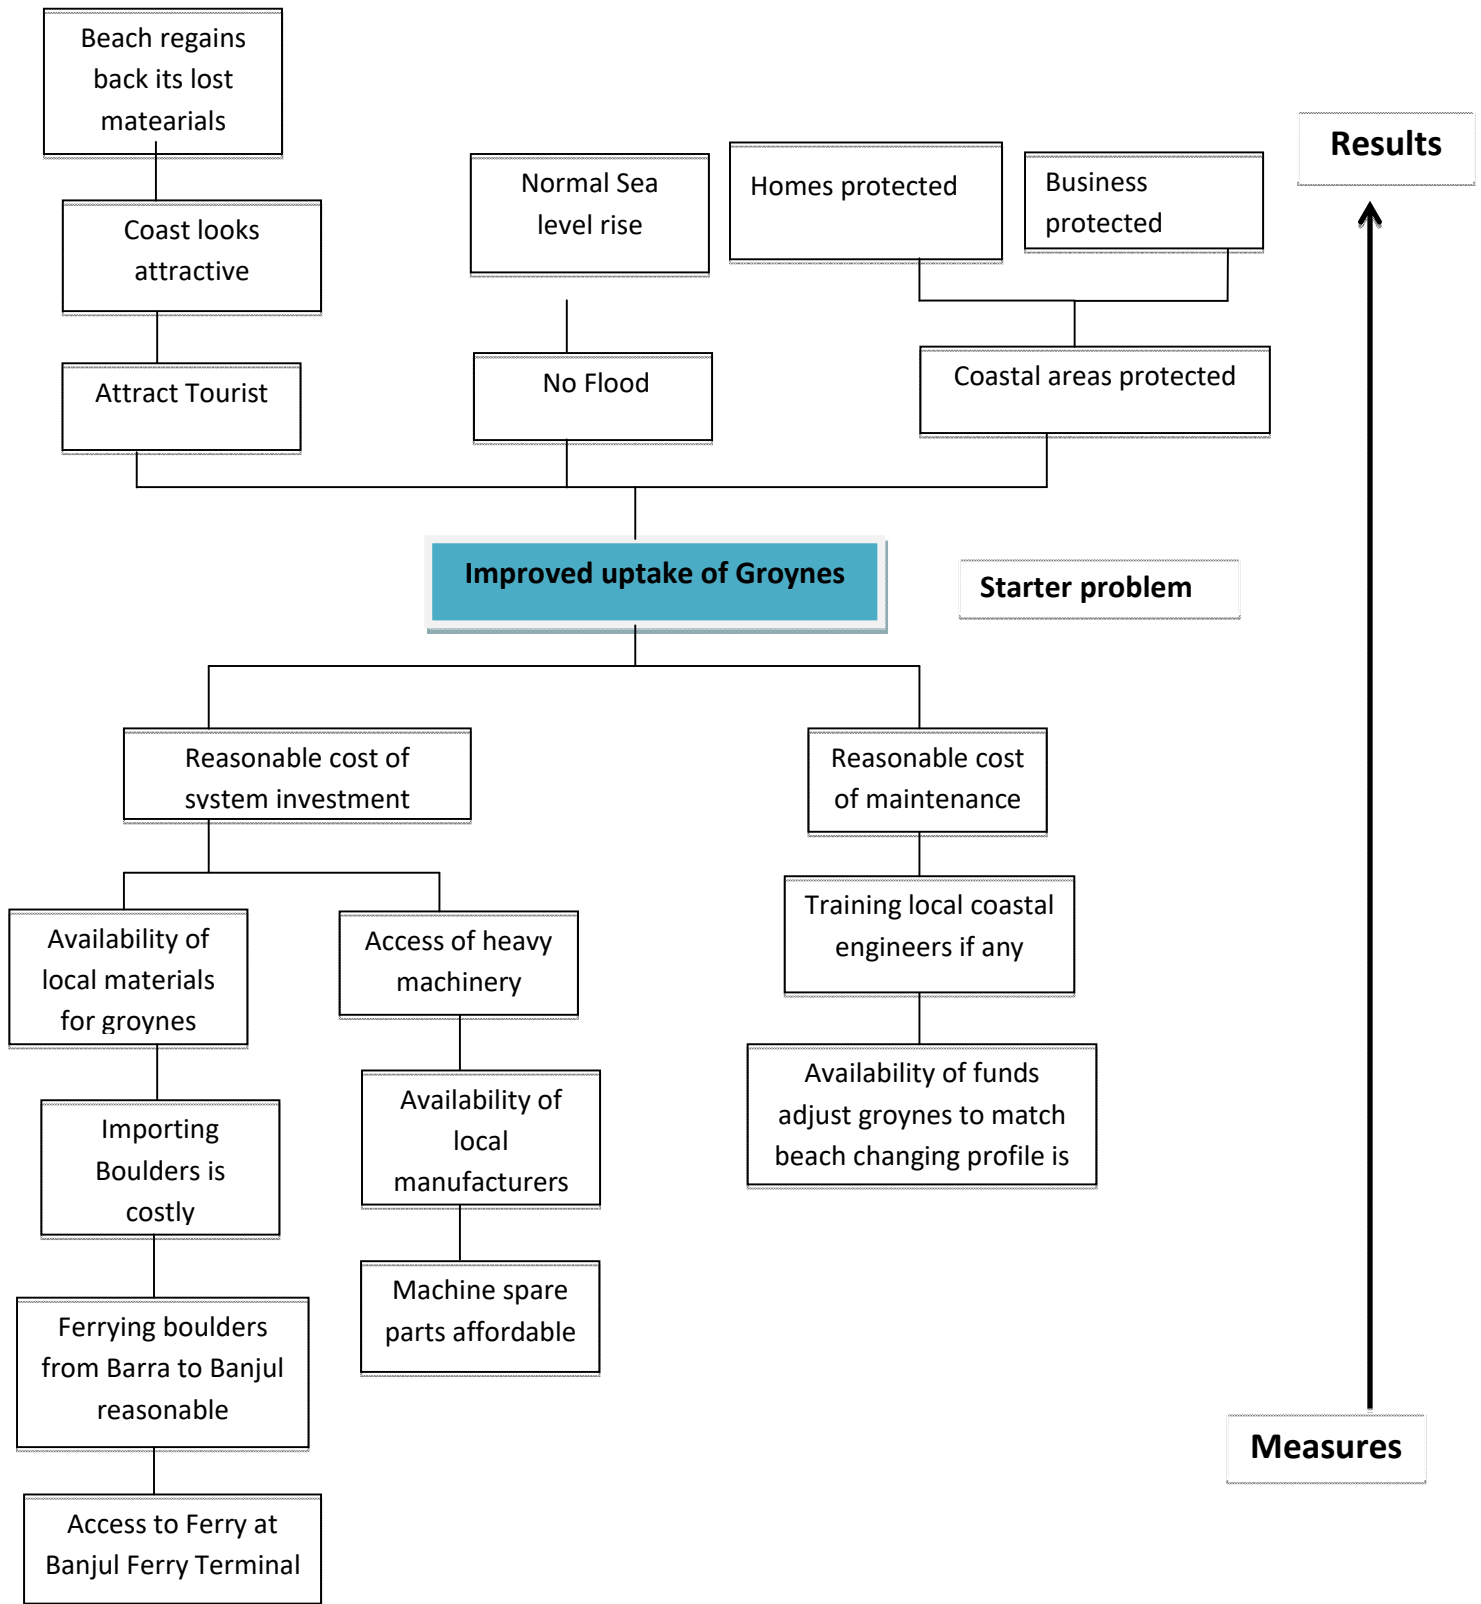 Beach regains
back its lost
matearials
Results
Normal Sea
level rise
Homes protected
Business
protected
Coast looks
attractive
Attract Tourist
No Flood
Coastal areas protected
Improved uptake of Groynes
Starter problem
Reasonable cost of
system investment
Reasonable cost
of maintenance
Availability of
local materials
for groynes
Access of heavy
machinery
Training local coastal
engineers if any
Importing
Boulders is
costly
Availability of
local
manufacturers
Availability of funds
adjust groynes to match
beach changing profile is
Ferrying boulders
from Barra to Banjul
reasonable
Machine spare
parts affordable
Measures
Access to Ferry at
Banjul Ferry Terminal